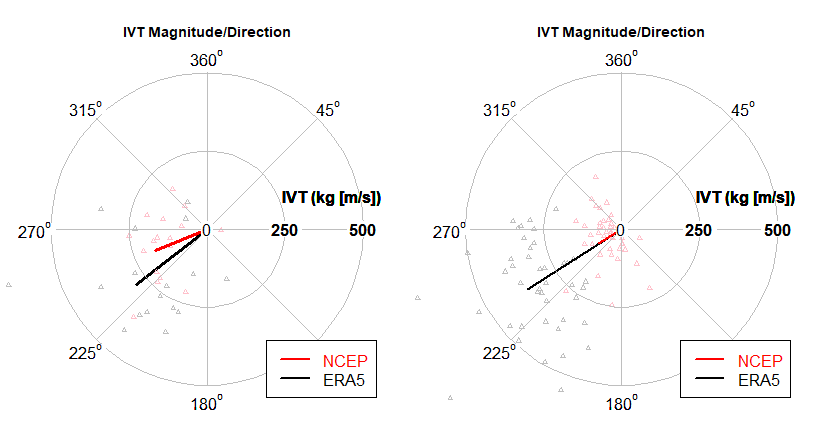 IVT Magnitude/Direction
360°
315°
45°
IVT (kg [m/s])
270°
0
250
500
225°
180°
NCEP
ERA5
IVT Magnitude/Direction
360°
315°
45°
IVT (kg [m/s])
270°
0
250
500
225°
180°
NCEP
ERA5